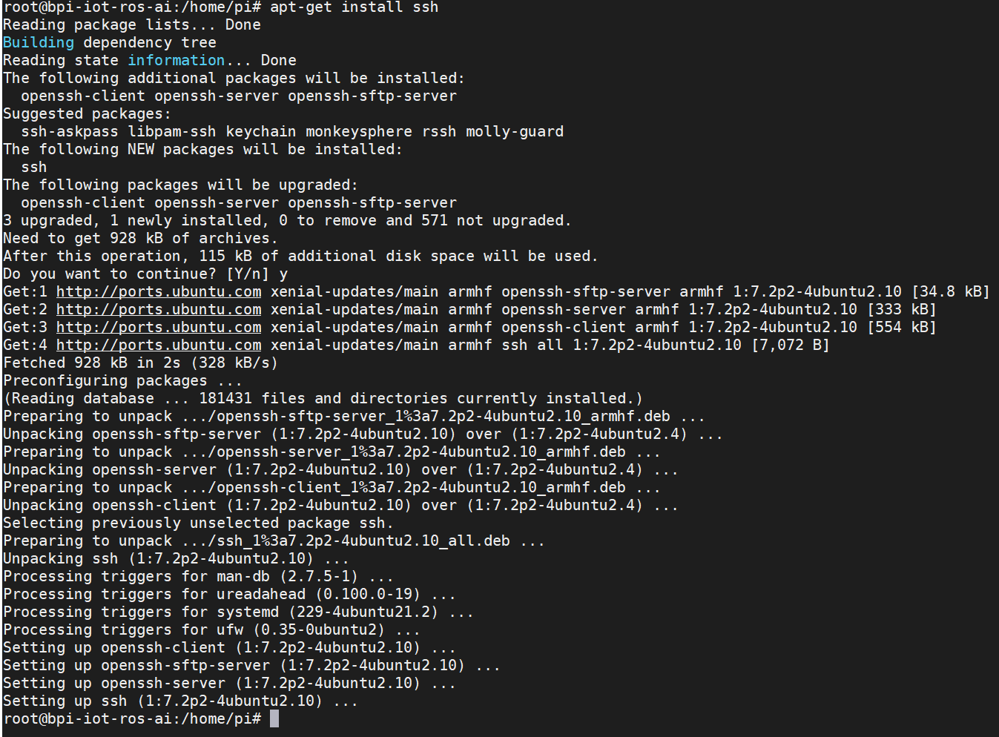 root@bpi-iot-ros-ai:/home/pi# apt-get install ssh
Reading package lists... Done
Building dependency tree
Reading state information... Done
The following additional packages will be installed:
  openssh-client openssh-server openssh-sftp-server
Suggested packages:
  ssh-askpass libpam-ssh keychain monkeysphere rssh molly-guard
The following NEW packages will be installed:
  ssh
The following packages will be upgraded:
  openssh-client openssh-server openssh-sftp-server
3 upgraded, 1 newly installed, 0 to remove and 571 not upgraded.
Need to get 928 kB of archives.
After this operation, 115 kB of additional disk space will be used.
Do you want to continue? [Y/n] y
Get:1 http://ports.ubuntu.com xenial-updates/main armhf openssh-sftp-server armhf 1:7.2p2-4ubuntu2.10 [34.8 kB]
Get:2 http://ports.ubuntu.com xenial-updates/main armhf openssh-server armhf 1:7.2p2-4ubuntu2.10 [333 kB]
Get:3 http://ports.ubuntu.com xenial-updates/main armhf openssh-client armhf 1:7.2p2-4ubuntu2.10 [554 kB]
Get:4 http://ports.ubuntu.com xenial-updates/main armhf ssh all 1:7.2p2-4ubuntu2.10 [7,072 B]
Fetched 928 kB in 2s (328 kB/s)
Preconfiguring packages ...
(Reading database ... 181431 files and directories currently installed.)
Preparing to unpack .../openssh-sftp-server_1%3a7.2p2-4ubuntu2.10_armhf.deb ...
Unpacking openssh-sftp-server (1:7.2p2-4ubuntu2.10) over (1:7.2p2-4ubuntu2.4) ...
Preparing to unpack .../openssh-server_1%3a7.2p2-4ubuntu2.10_armhf.deb ...
Unpacking openssh-server (1:7.2p2-4ubuntu2.10) over (1:7.2p2-4ubuntu2.4) ...
Preparing to unpack .../openssh-client_1%3a7.2p2-4ubuntu2.10_armhf.deb ...
Unpacking openssh-client (1:7.2p2-4ubuntu2.10) over (1:7.2p2-4ubuntu2.4) ...
Selecting previously unselected package ssh.
Preparing to unpack .../ssh_1%3a7.2p2-4ubuntu2.10_all.deb ...
Unpacking ssh (1:7.2p2-4ubuntu2.10) ...
Processing triggers for man-db (2.7.5-1) ...
Processing triggers for ureadahead (0.100.0-19) ...
Processing triggers for systemd (229-4ubuntu21.2) ...
Processing triggers for ufw (0.35-0ubuntu2) ...
Setting up openssh-client (1:7.2p2-4ubuntu2.10) ...
Setting up openssh-sftp-server (1:7.2p2-4ubuntu2.10) ...
Setting up openssh-server (1:7.2p2-4ubuntu2.10) ...
Setting up ssh (1:7.2p2-4ubuntu2.10) ...
root@bpi-iot-ros-ai:/home/pi#